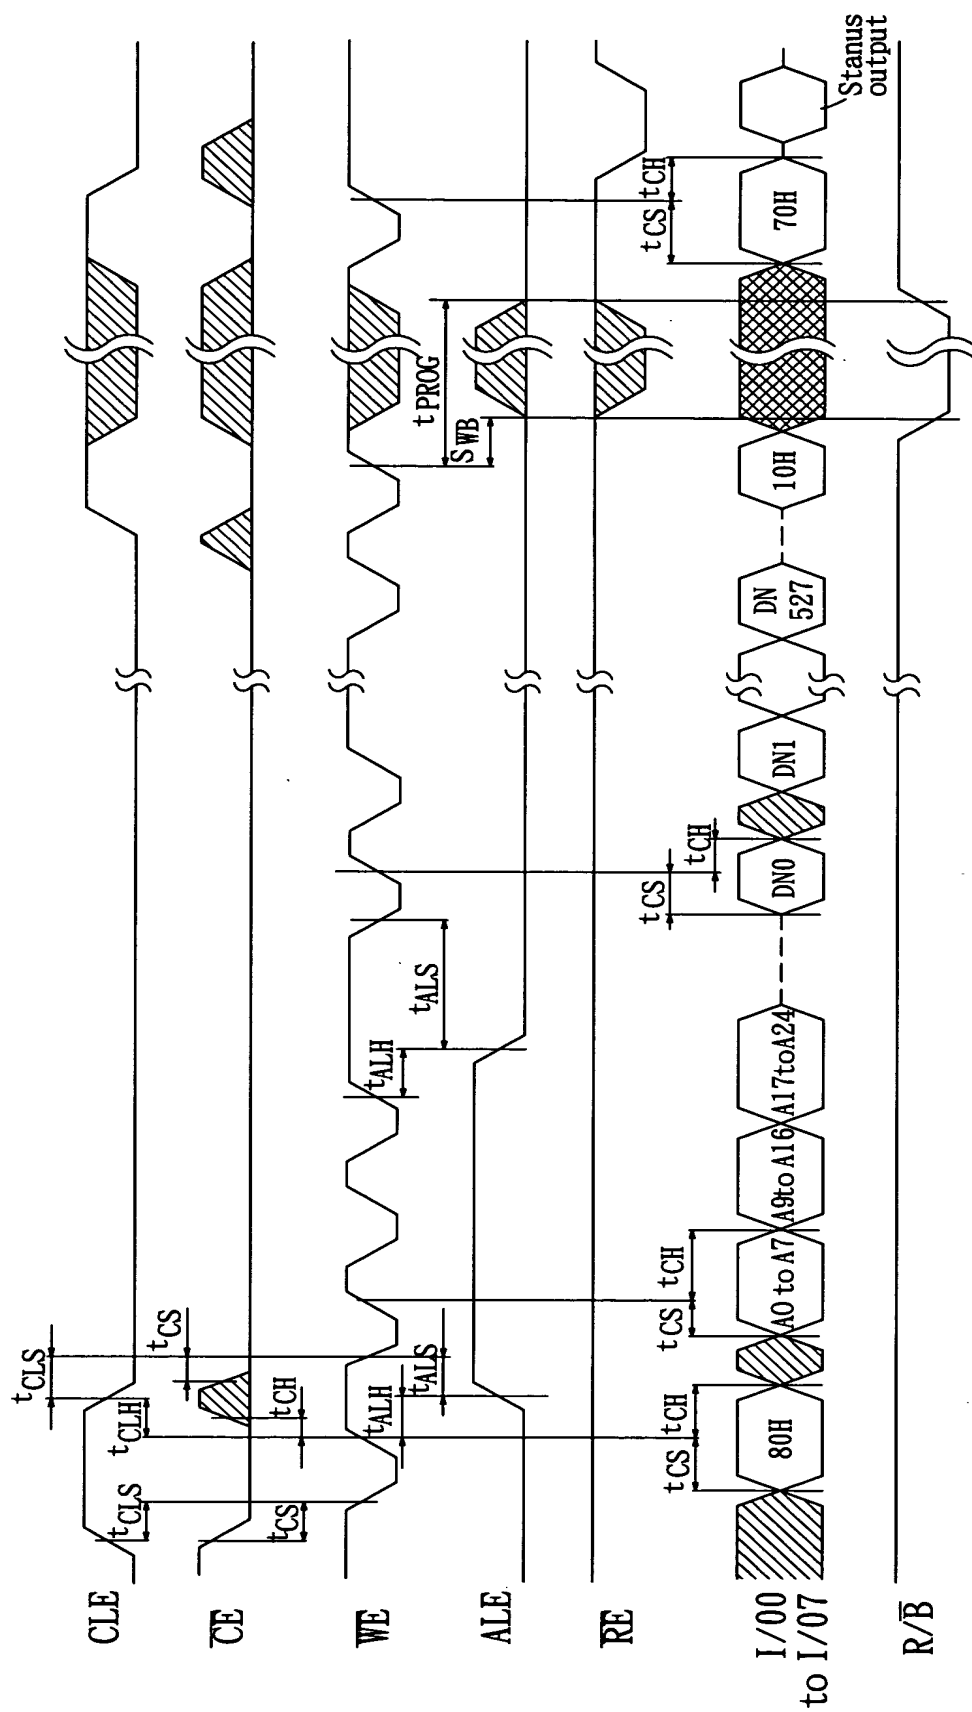 CLE
tCLS
tCLH
tCLS
CE
tCS
tCH
tCS
WE
tALH
tALS
tALH
tALS
SWB
tPROG
ALE
RE
tCS
tCH
tCS
tCH
tCS
tCH
tCS
tCH
I/00
to I/07
80H
A0 to A7
A9 to A16
A17 to A24
DN0
DN1
DN
527
10H
70H
Stanus
output
R/B